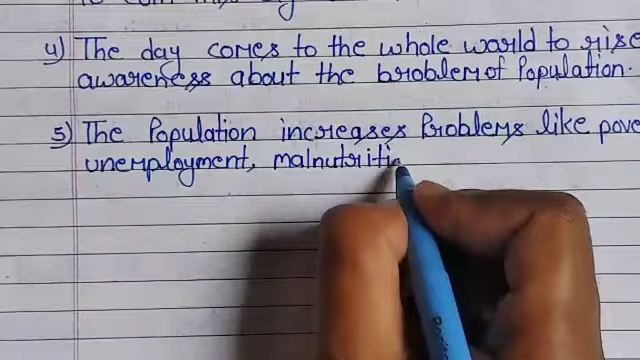 4) The day comes to the whole world to rise
awareness about the broblem of Population.
5) The Population increases Problems like pove
unemployment, malnutriti